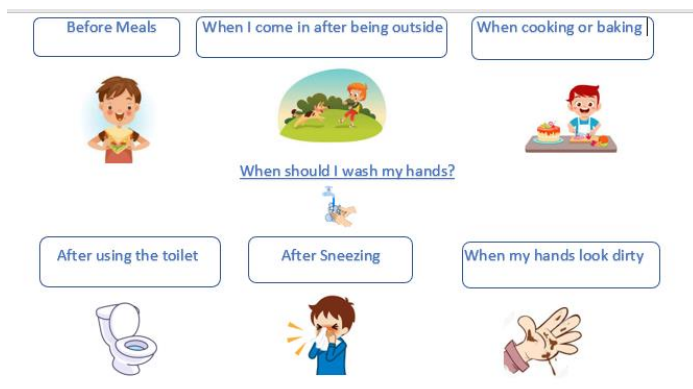 Before Meals
When I come in after being outside
When cooking or baking
When should I wash my hands?
After using the toilet
After Sneezing
When my hands look dirty